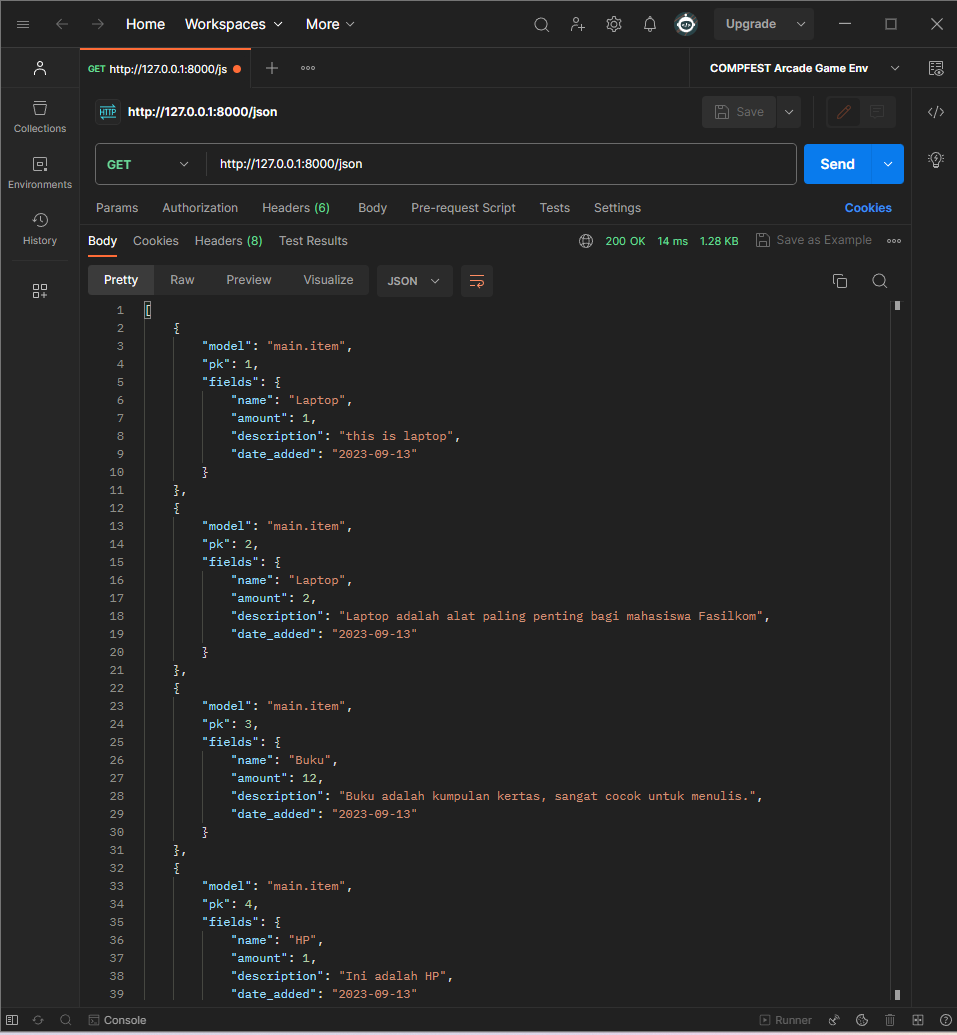 Home Workspaces More Upgrade
GET http://127.0.0.1:8000/js COMPFEST Arcade Game Env
HTTP http://127.0.0.1:8000/json Save
Collections
Environments
History
GET http://127.0.0.1:8000/json Send
Params Authorization Headers (6) Body Pre-request Script Tests Settings Cookies
Body Cookies Headers (8) Test Results 200 OK 14 ms 1.28 KB Save as Example
Pretty Raw Preview Visualize JSON
1 [
2 {
3 "model": "main.item",
4 "pk": 1,
5 "fields": {
6 "name": "Laptop",
7 "amount": 1,
8 "description": "this is laptop",
9 "date_added": "2023-09-13"
10 }
11 },
12 {
13 "model": "main.item",
14 "pk": 2,
15 "fields": {
16 "name": "Laptop",
17 "amount": 2,
18 "description": "Laptop adalah alat paling penting bagi mahasiswa Fasilkom",
19 "date_added": "2023-09-13"
20 }
21 },
22 {
23 "model": "main.item",
24 "pk": 3,
25 "fields": {
26 "name": "Buku",
27 "amount": 12,
28 "description": "Buku adalah kumpulan kertas, sangat cocok untuk menulis.",
29 "date_added": "2023-09-13"
30 }
31 },
32 {
33 "model": "main.item",
34 "pk": 4,
35 "fields": {
36 "name": "HP",
37 "amount": 1,
38 "description": "Ini adalah HP",
39 "date_added": "2023-09-13"
Console Runner